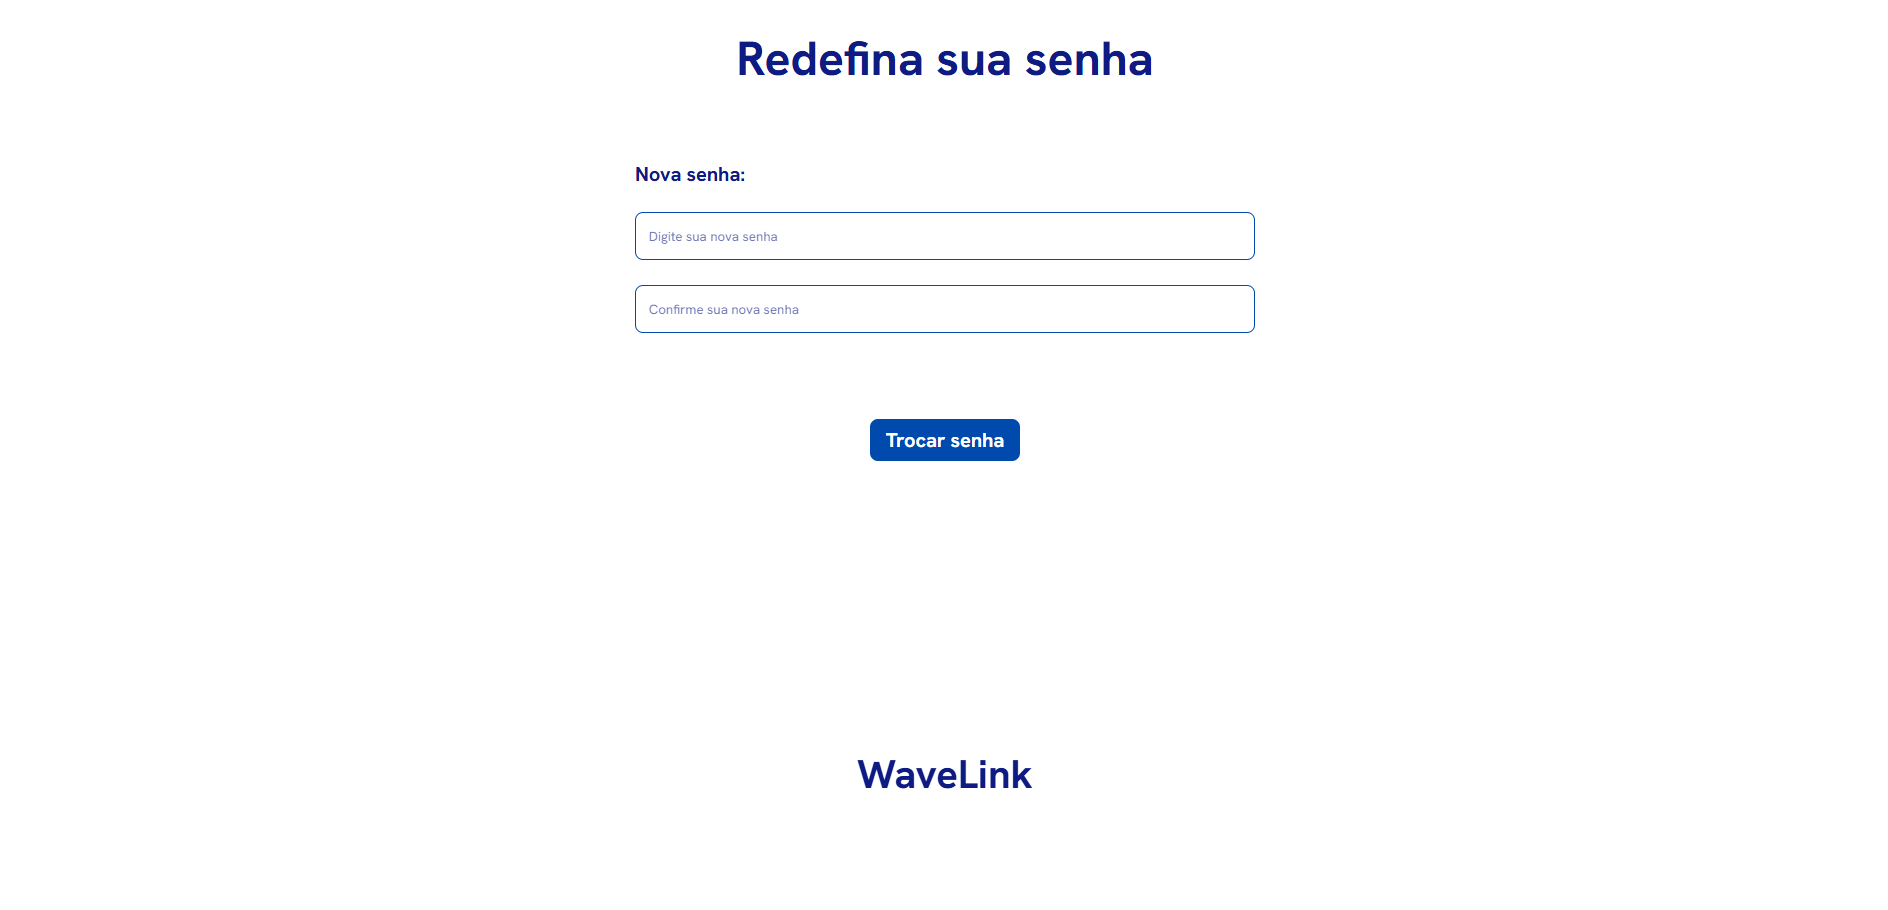 Redefina sua senha
Nova senha:
Digite sua nova senha
Confirme sua nova senha
Trocar senha
WaveLink